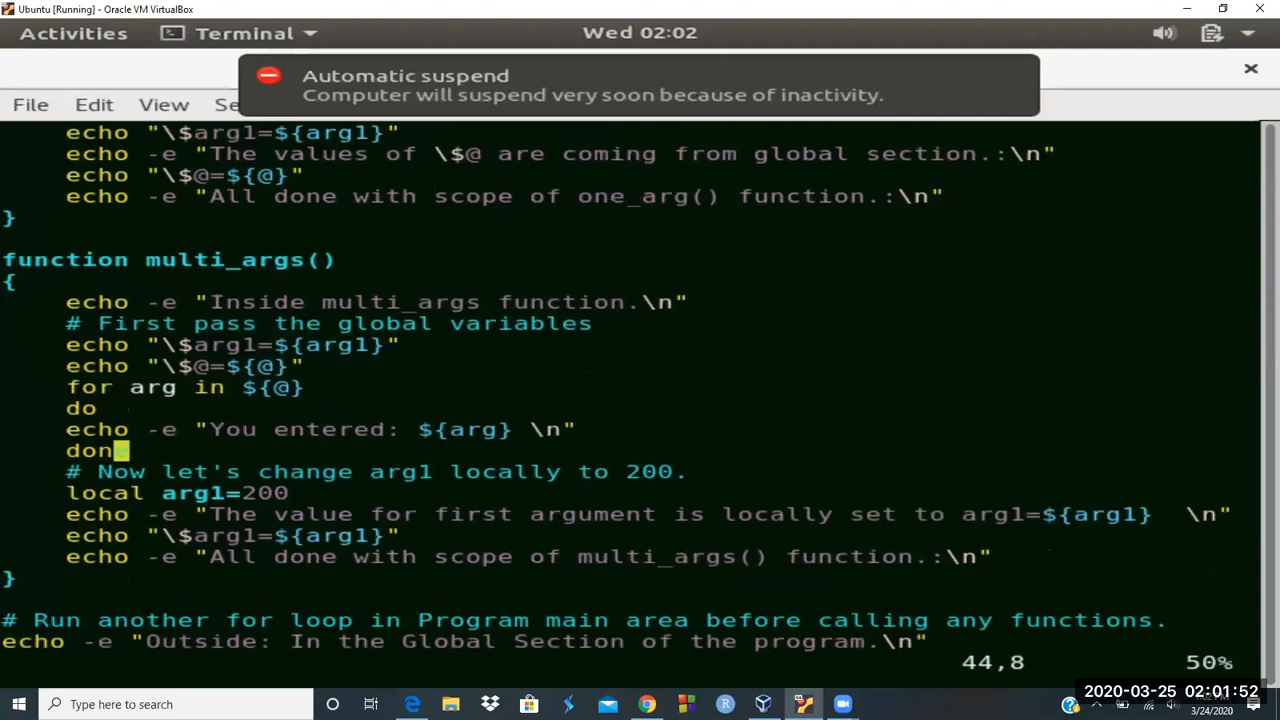 Ubuntu [Running] - Oracle VM VirtualBox
Activities Terminal Wed 02:02
Automatic suspend
Computer will suspend very soon because of inactivity.
File Edit View Se
echo "\$arg1=${arg1}"
echo -e "The values of \$@ are coming from global section.:\n"
echo "\$@=${@}"
echo -e "All done with scope of one_arg() function.:\n"
}
function multi_args()
{
echo -e "Inside multi_args function.\n"
# First pass the global variables
echo "\$arg1=${arg1}"
echo "\$@=${@}"
for arg in ${@}
do
echo -e "You entered: ${arg} \n"
done
# Now let's change arg1 locally to 200.
local arg1=200
echo -e "The value for first argument is locally set to arg1=${arg1} \n"
echo "\$arg1=${arg1}"
echo -e "All done with scope of multi_args() function.:\n"
}
# Run another for loop in Program main area before calling any functions.
echo -e "Outside: In the Global Section of the program.\n"
44,8 50%
Type here to search
2020-03-25 02:01:52
3/24/2020